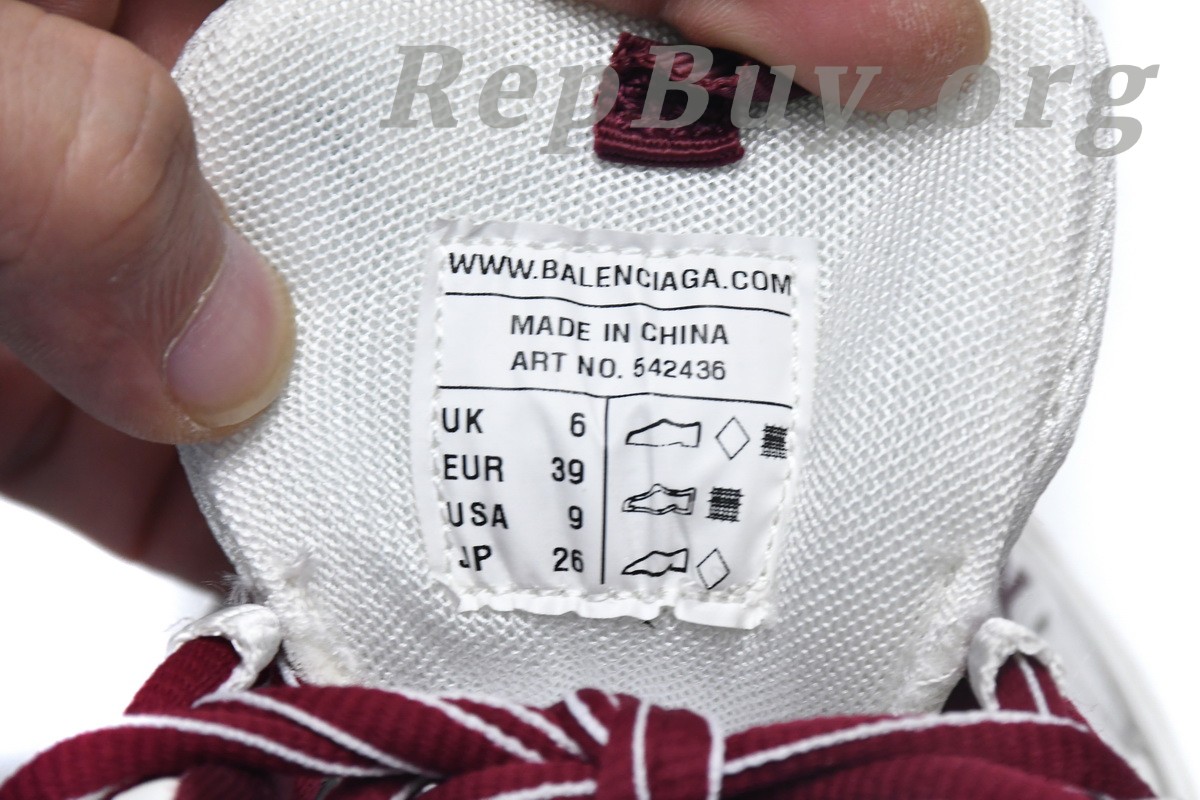 RepBuy.org
WWW.BALENCIAGA.COM
MADE IN CHINA
ART NO. 542436
UK 6
EUR 39
USA 9
JP 26